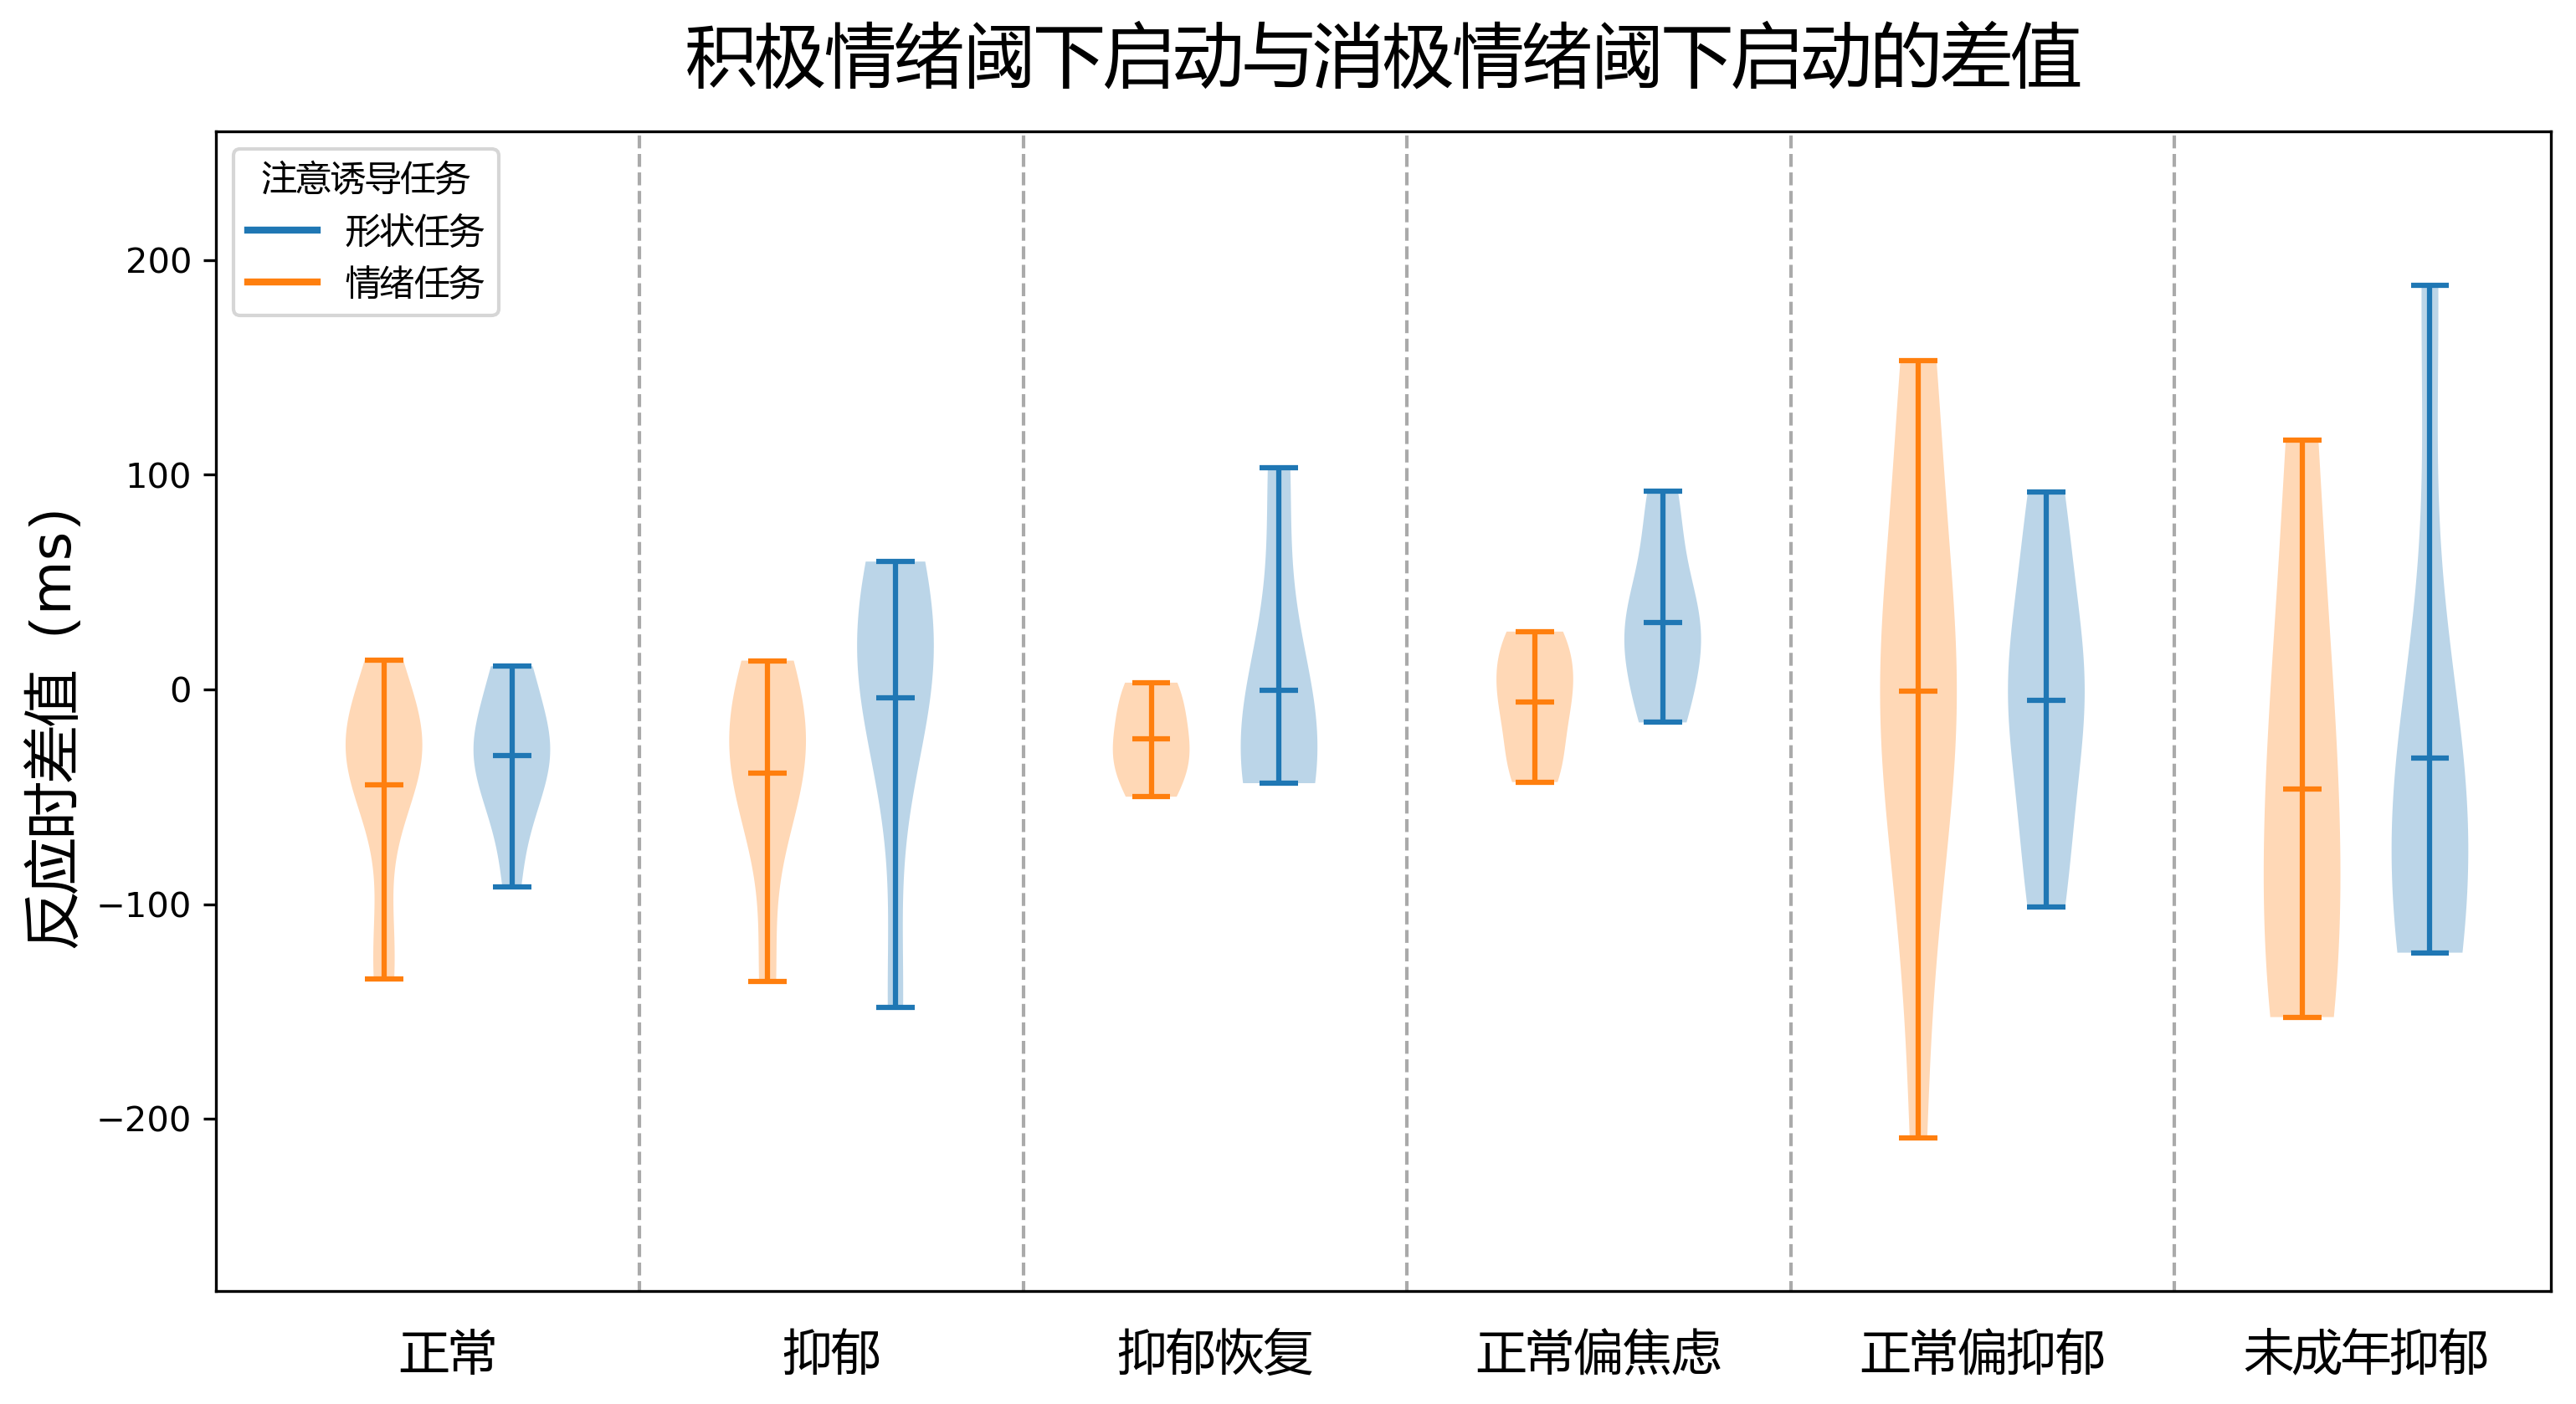 积极情绪阈下启动与消极情绪阈下启动的差值
注意诱导任务
形状任务
情绪任务
反应时差值 (ms)
200
100
0
−100
−200
正常
抑郁
抑郁恢复
正常偏焦虑
正常偏抑郁
未成年抑郁